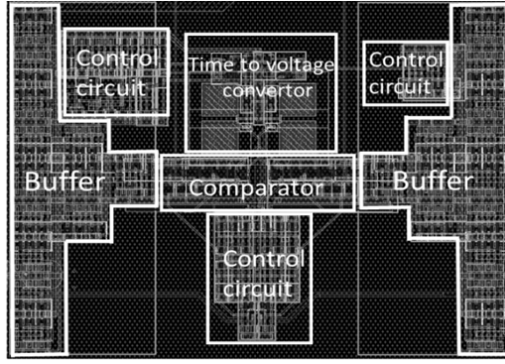 Control
circuit
Time to voltage
convertor
Control
circuit
Buffer
Comparator
Buffer
Control
circuit